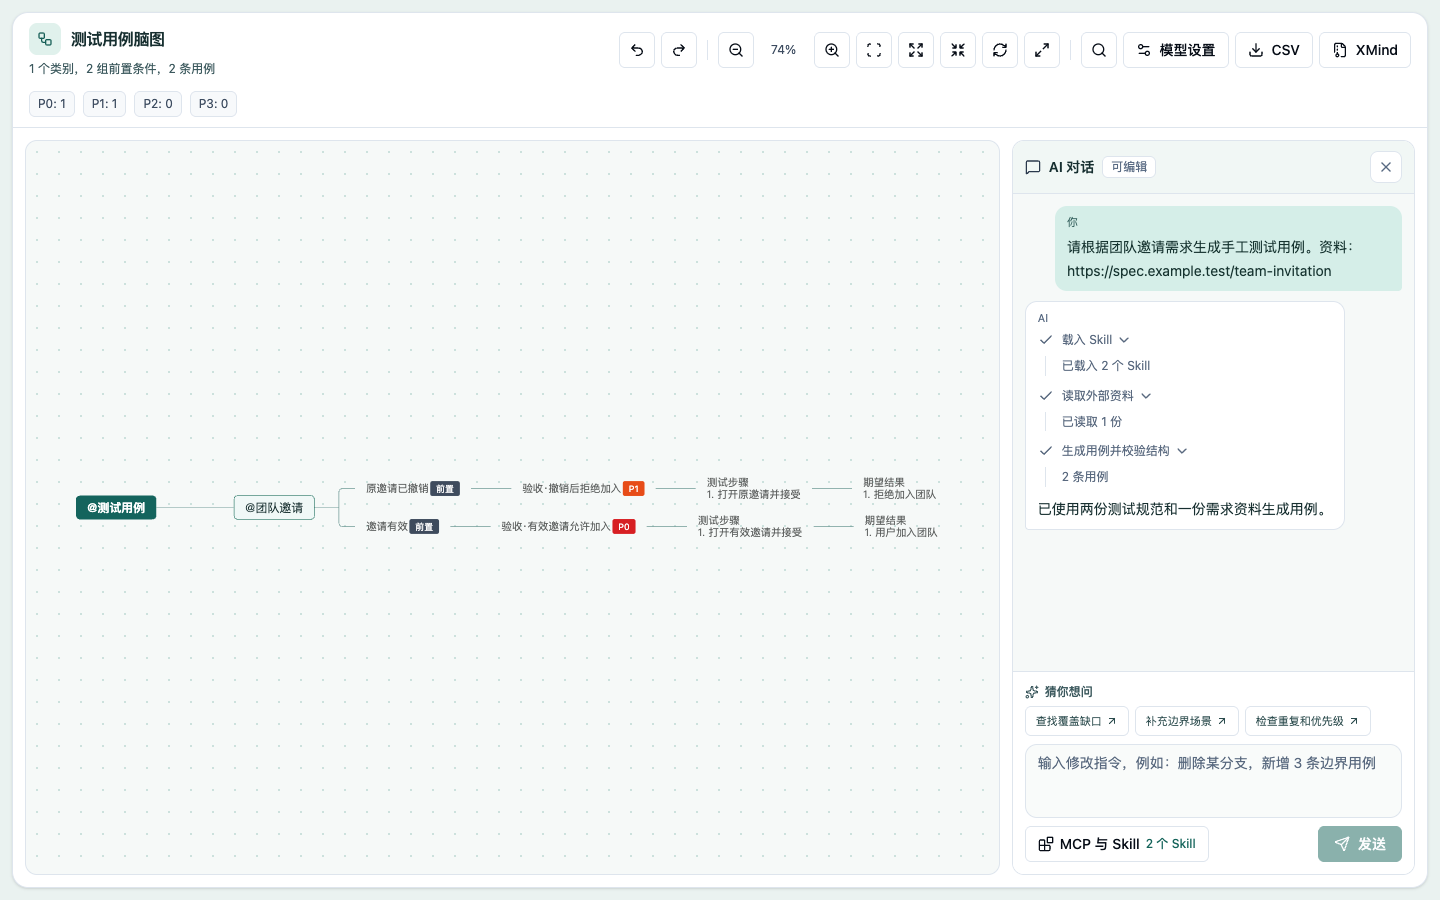 测试用例脑图
1 个类别，2 组前置条件，2 条用例
P0: 1
P1: 1
P2: 0
P3: 0
74%
模型设置
CSV
XMind
@测试用例
@团队邀请
原邀请已撤销 前置
验收·撤销后拒绝加入 P1
测试步骤
1. 打开原邀请并接受
期望结果
1. 拒绝加入团队
邀请有效 前置
验收·有效邀请允许加入 P0
测试步骤
1. 打开有效邀请并接受
期望结果
1. 用户加入团队
AI 对话
可编辑
你
请根据团队邀请需求生成手工测试用例。资料：
https://spec.example.test/team-invitation
AI
载入 Skill
已载入 2 个 Skill
读取外部资料
已读取 1 份
生成用例并校验结构
2 条用例
已使用两份测试规范和一份需求资料生成用例。
猜你想问
查找覆盖缺口
补充边界场景
检查重复和优先级
输入修改指令，例如：删除某分支，新增 3 条边界用例
MCP 与 Skill 2 个 Skill
发送